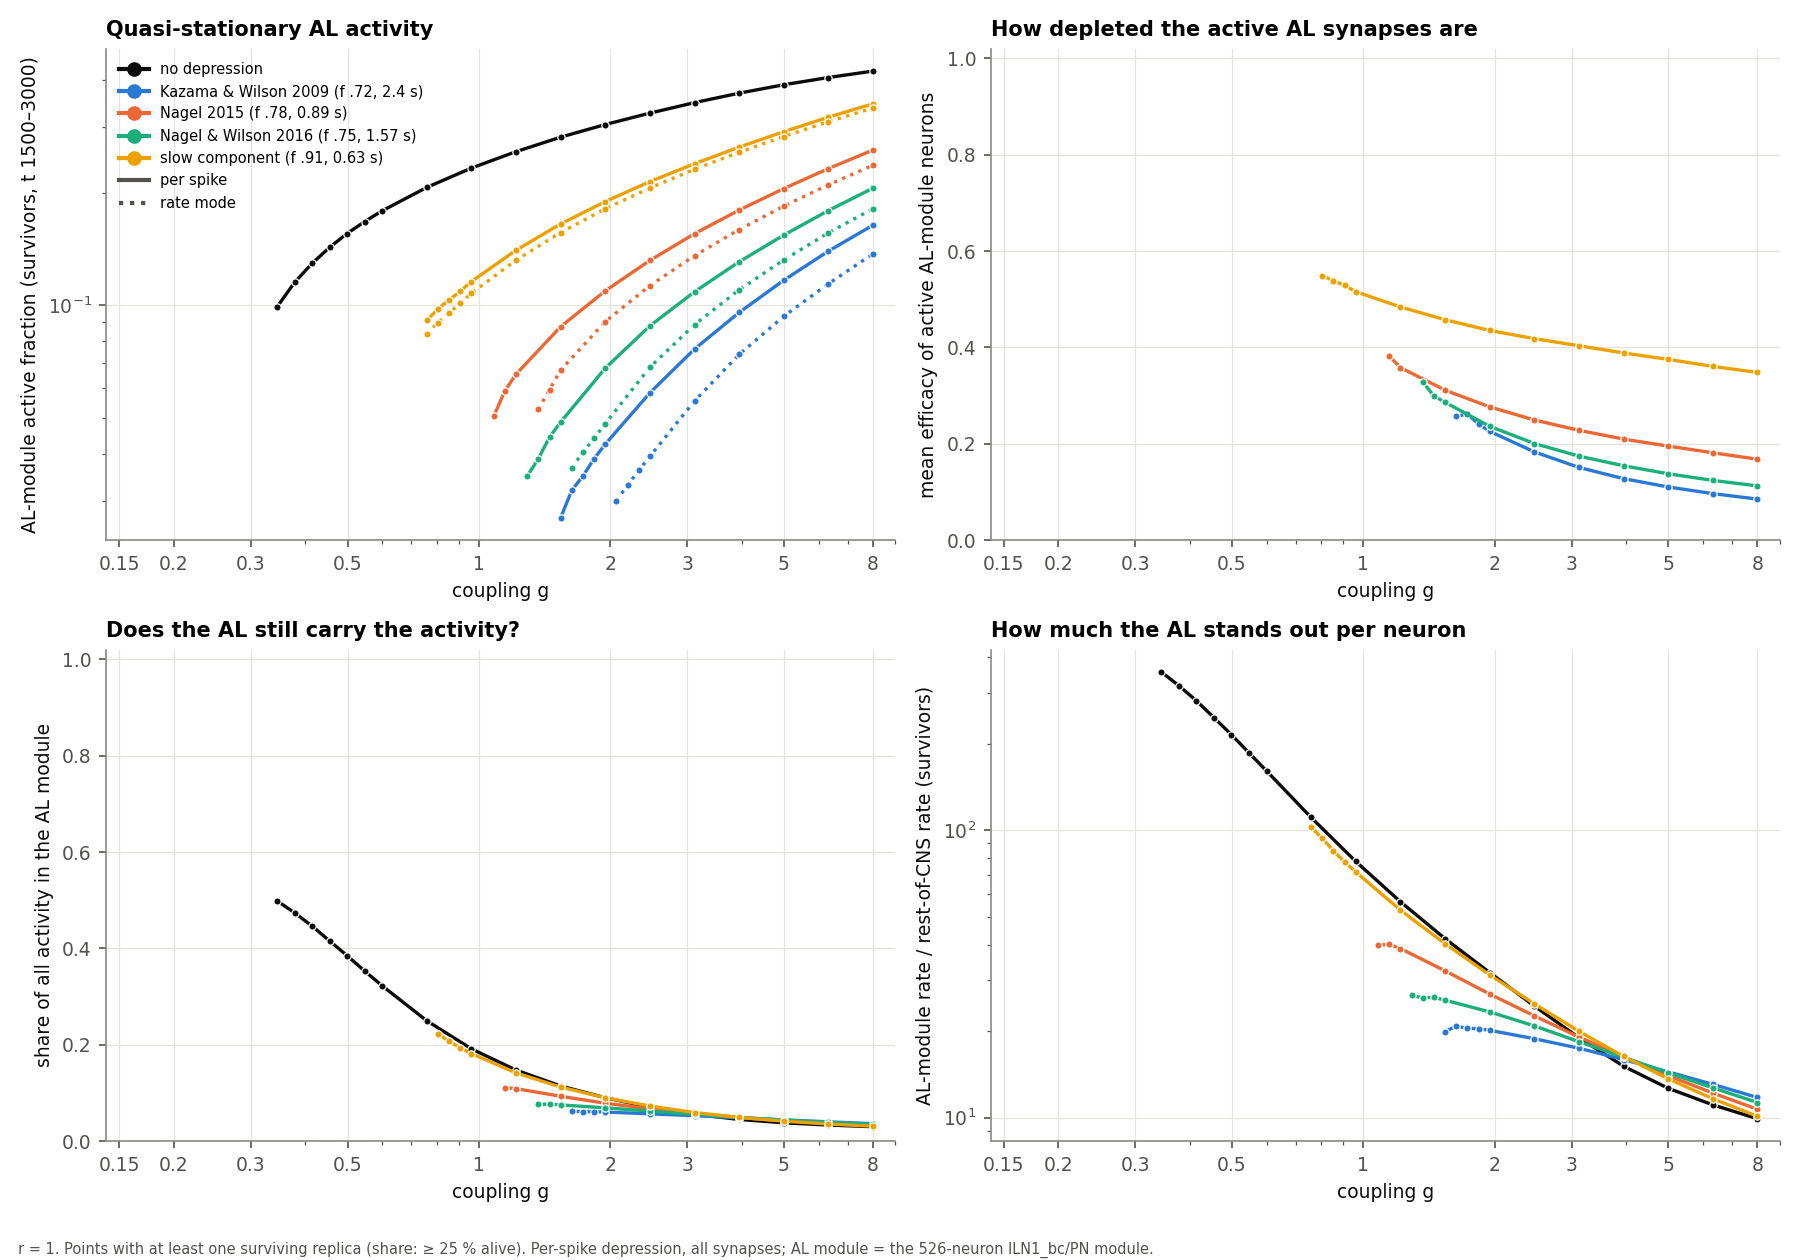 Quasi-stationary AL activity
AL-module active fraction (survivors, t 1500–3000)
10⁻¹
no depression
Kazama & Wilson 2009 (f .72, 2.4 s)
Nagel 2015 (f .78, 0.89 s)
Nagel & Wilson 2016 (f .75, 1.57 s)
slow component (f .91, 0.63 s)
per spike
rate mode
0.15 0.2 0.3 0.5 1 2 3 5 8
coupling g
How depleted the active AL synapses are
mean efficacy of active AL-module neurons
1.0
0.8
0.6
0.4
0.2
0.0
0.15 0.2 0.3 0.5 1 2 3 5 8
coupling g
Does the AL still carry the activity?
share of all activity in the AL module
1.0
0.8
0.6
0.4
0.2
0.0
0.15 0.2 0.3 0.5 1 2 3 5 8
coupling g
How much the AL stands out per neuron
AL-module rate / rest-of-CNS rate (survivors)
10²
10¹
0.15 0.2 0.3 0.5 1 2 3 5 8
coupling g
r = 1. Points with at least one surviving replica (share: ≥ 25 % alive). Per-spike depression, all synapses; AL module = the 526-neuron ILN1_bc/PN module.